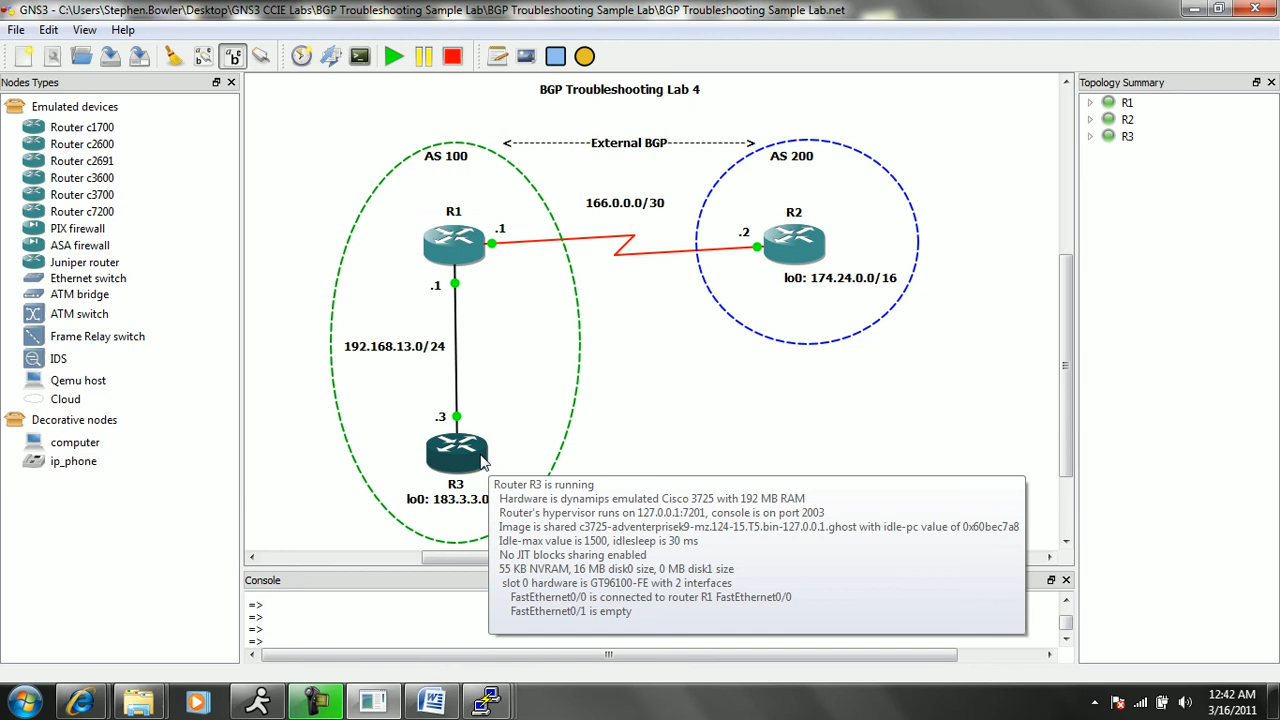 GNS3 - C:\Users\Stephen.Bowler\Desktop\GNS3 CCIE Labs\BGP Troubleshooting Sample Lab\BGP Troubleshooting Sample Lab\BGP Troubleshooting Sample Lab.net
File Edit View Help
Nodes Types
Emulated devices
Router c1700
Router c2600
Router c2691
Router c3600
Router c3700
Router c7200
PIX firewall
ASA firewall
Juniper router
Ethernet switch
ATM bridge
ATM switch
Frame Relay switch
IDS
Qemu host
Cloud
Decorative nodes
computer
ip_phone
BGP Troubleshooting Lab 4
< External BGP >
AS 100
AS 200
166.0.0.0/30
R1
.1
R2
.2
lo0: 174.24.0.0/16
.1
192.168.13.0/24
.3
R3
lo0: 183.3.3.0
Router R3 is running
Hardware is dynamips emulated Cisco 3725 with 192 MB RAM
Router's hypervisor runs on 127.0.0.1:7201, console is on port 2003
Image is shared c3725-adventerprisek9-mz.124-15.T5.bin-127.0.0.1.ghost with idle-pc value of 0x60bec7a8
Idle-max value is 1500, idlesleep is 30 ms
No JIT blocks sharing enabled
55 KB NVRAM, 16 MB disk0 size, 0 MB disk1 size
slot 0 hardware is GT96100-FE with 2 interfaces
FastEthernet0/0 is connected to router R1 FastEthernet0/0
FastEthernet0/1 is empty
Console
=>
=>
=>
=>
Topology Summary
R1
R2
R3
12:42 AM
3/16/2011